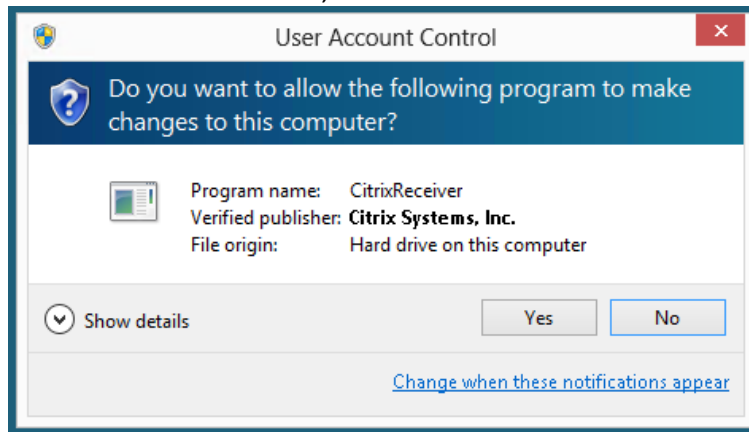 User Account Control
Do you want to allow the following program to make
changes to this computer?
Program name: CitrixReceiver
Verified publisher: Citrix Systems, Inc.
File origin: Hard drive on this computer
Show details
Yes
No
Change when these notifications appear